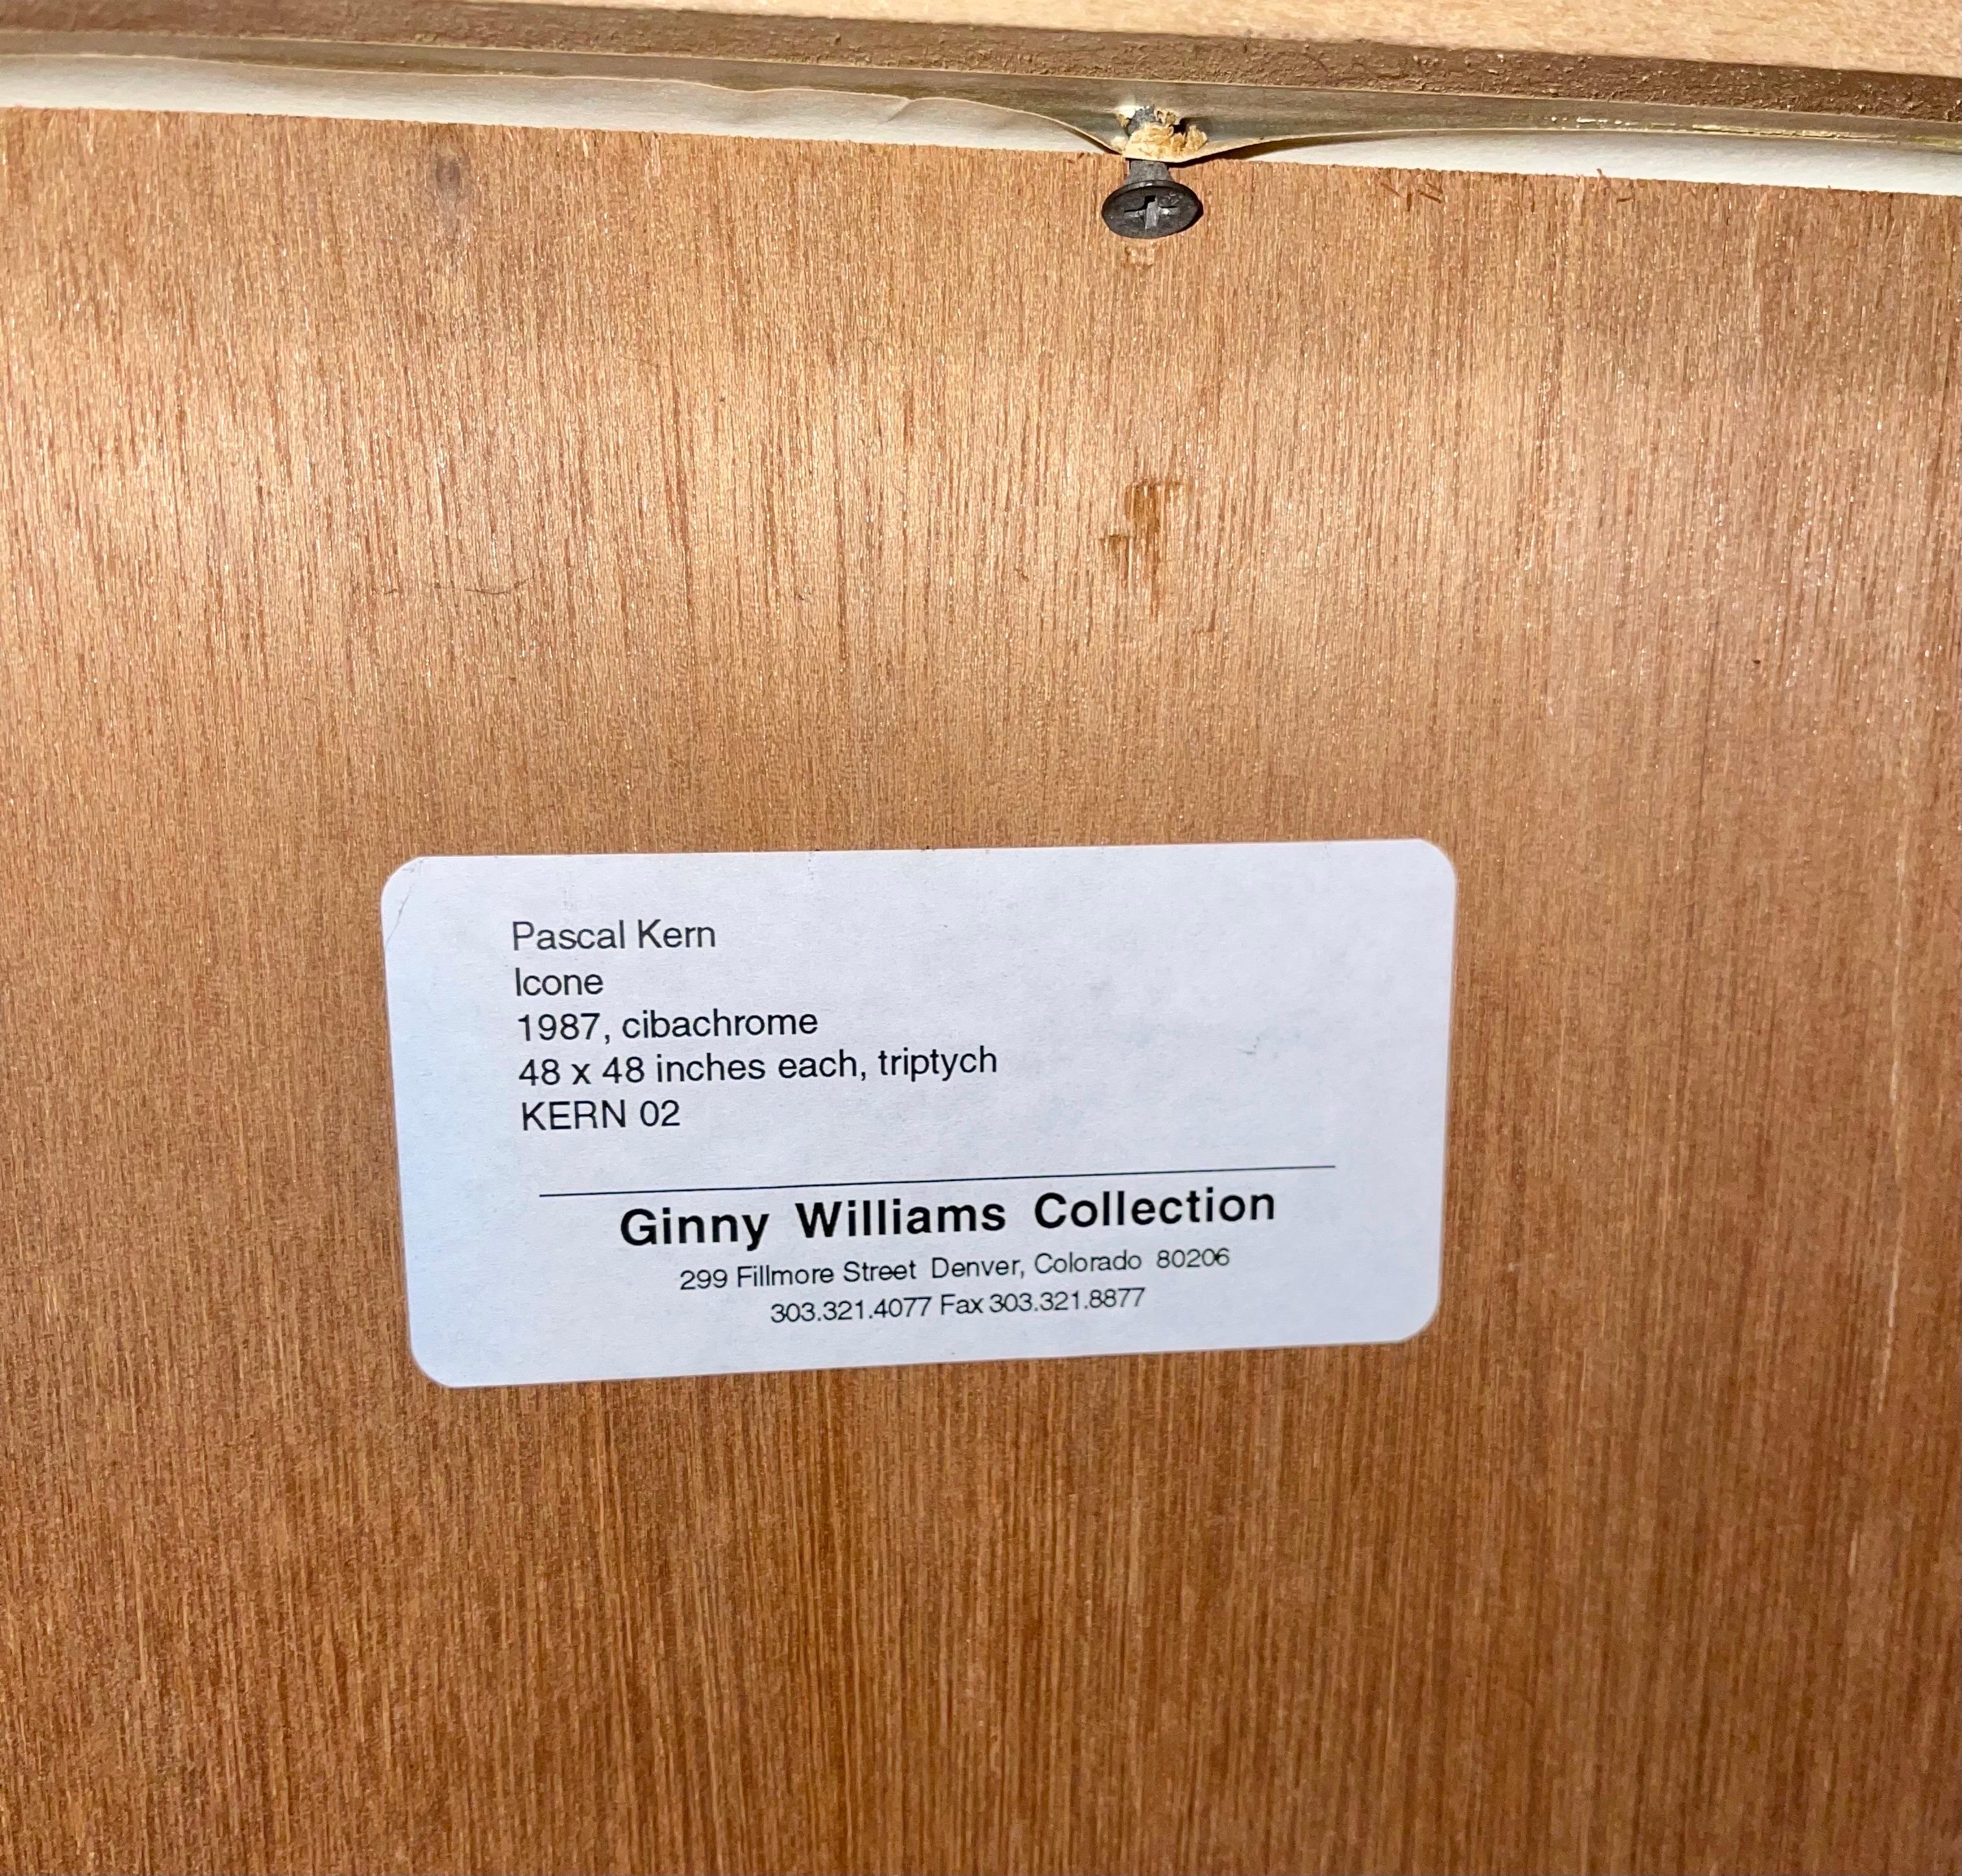 Pascal Kern
Icone
1987, cibachrome
48 x 48 inches each, triptych
KERN 02
Ginny Williams Collection
299 Fillmore Street Denver, Colorado 80206
303.321.4077 Fax 303.321.8877